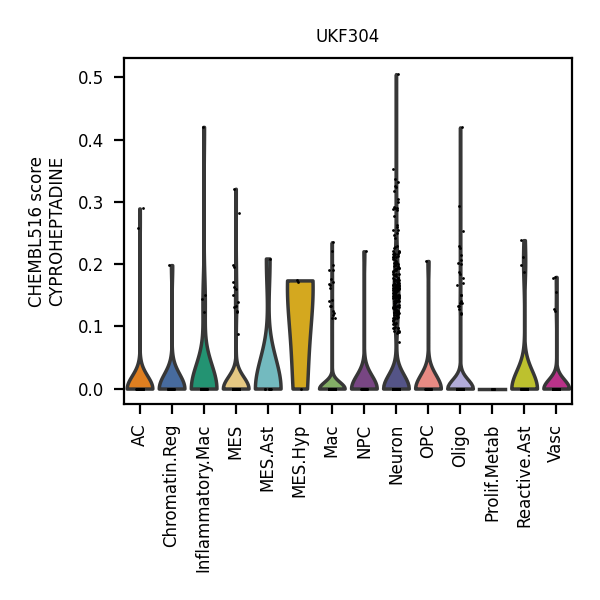 UKF304
CHEMBL516 score
CYPROHEPTADINE
0.5
0.4
0.3
0.2
0.1
0.0
AC
Chromatin.Reg
Inflammatory.Mac
MES
MES.Ast
MES.Hyp
Mac
NPC
Neuron
OPC
Oligo
Prolif.Metab
Reactive.Ast
Vasc